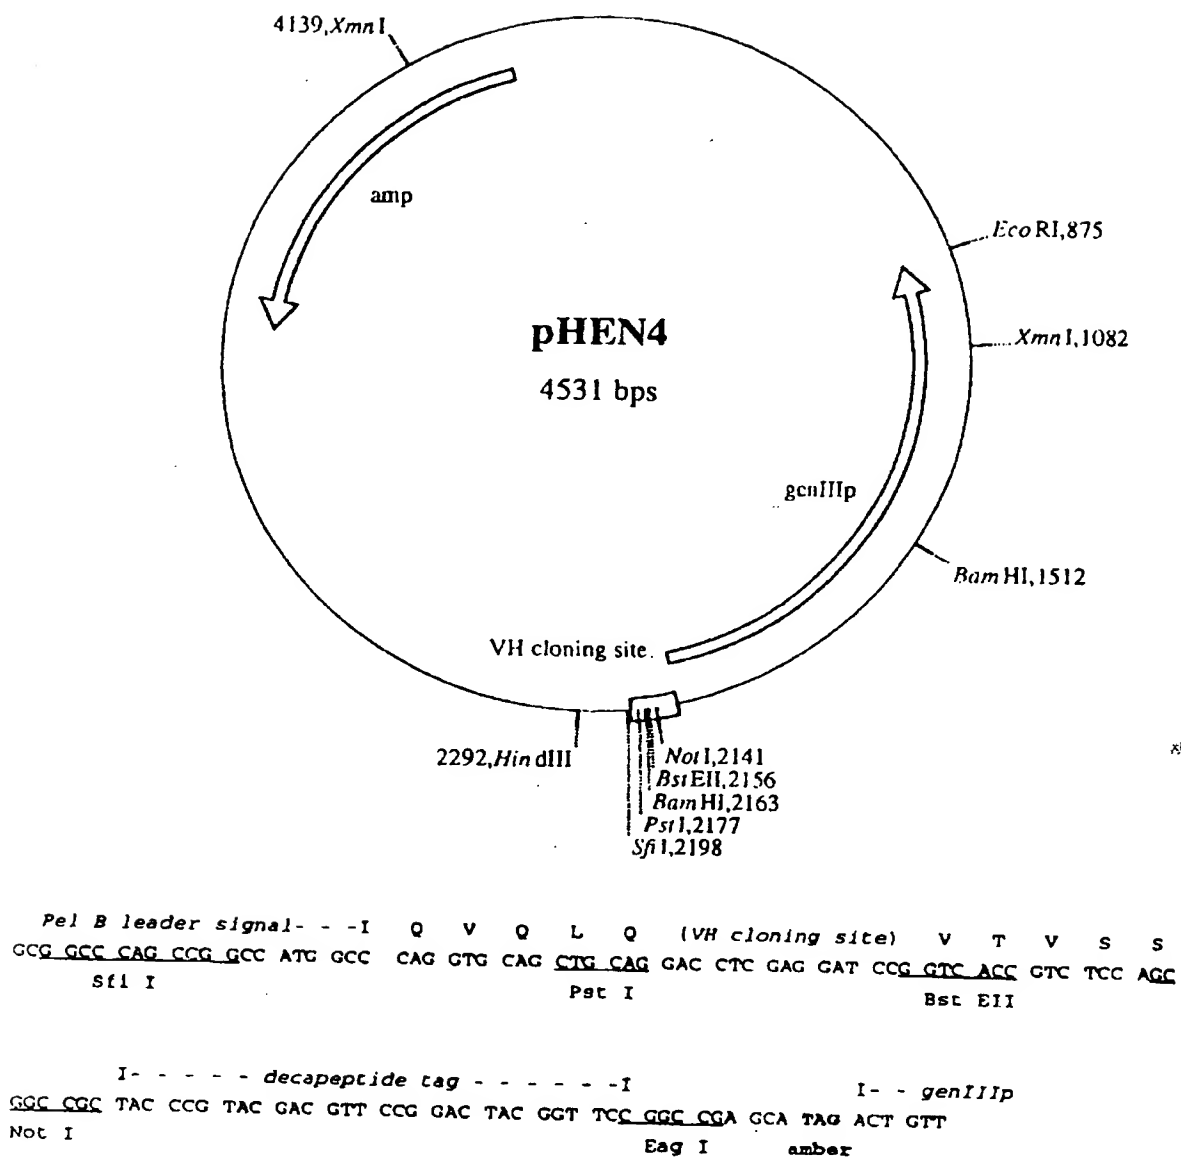 4139,XmnI
amp
EcoRI,875
XmnI,1082
pHEN4
4531 bps
genIIIp
BamHI,1512
VH cloning site.
2292,HindIII
NotI,2141
BstEII,2156
BamHI,2163
PstI,2177
SfiI,2198
Pel B leader signal- - -I Q V Q L Q (VH cloning site) V T V S S
GCG GCC CAG CCG GCC ATG GCC CAG GTG CAG CTG CAG GAC CTC GAG GAT CCG GTC ACC GTC TCC AGC
Sfi I Pst I Bst EII
I- - - - - decapeptide tag - - - - - -I I- - genIIIp
GGC CGC TAC CCG TAC GAC GTT CCG GAC TAC GGT TCC GGC CGA GCA TAG ACT GTT
Not I Eag I amber